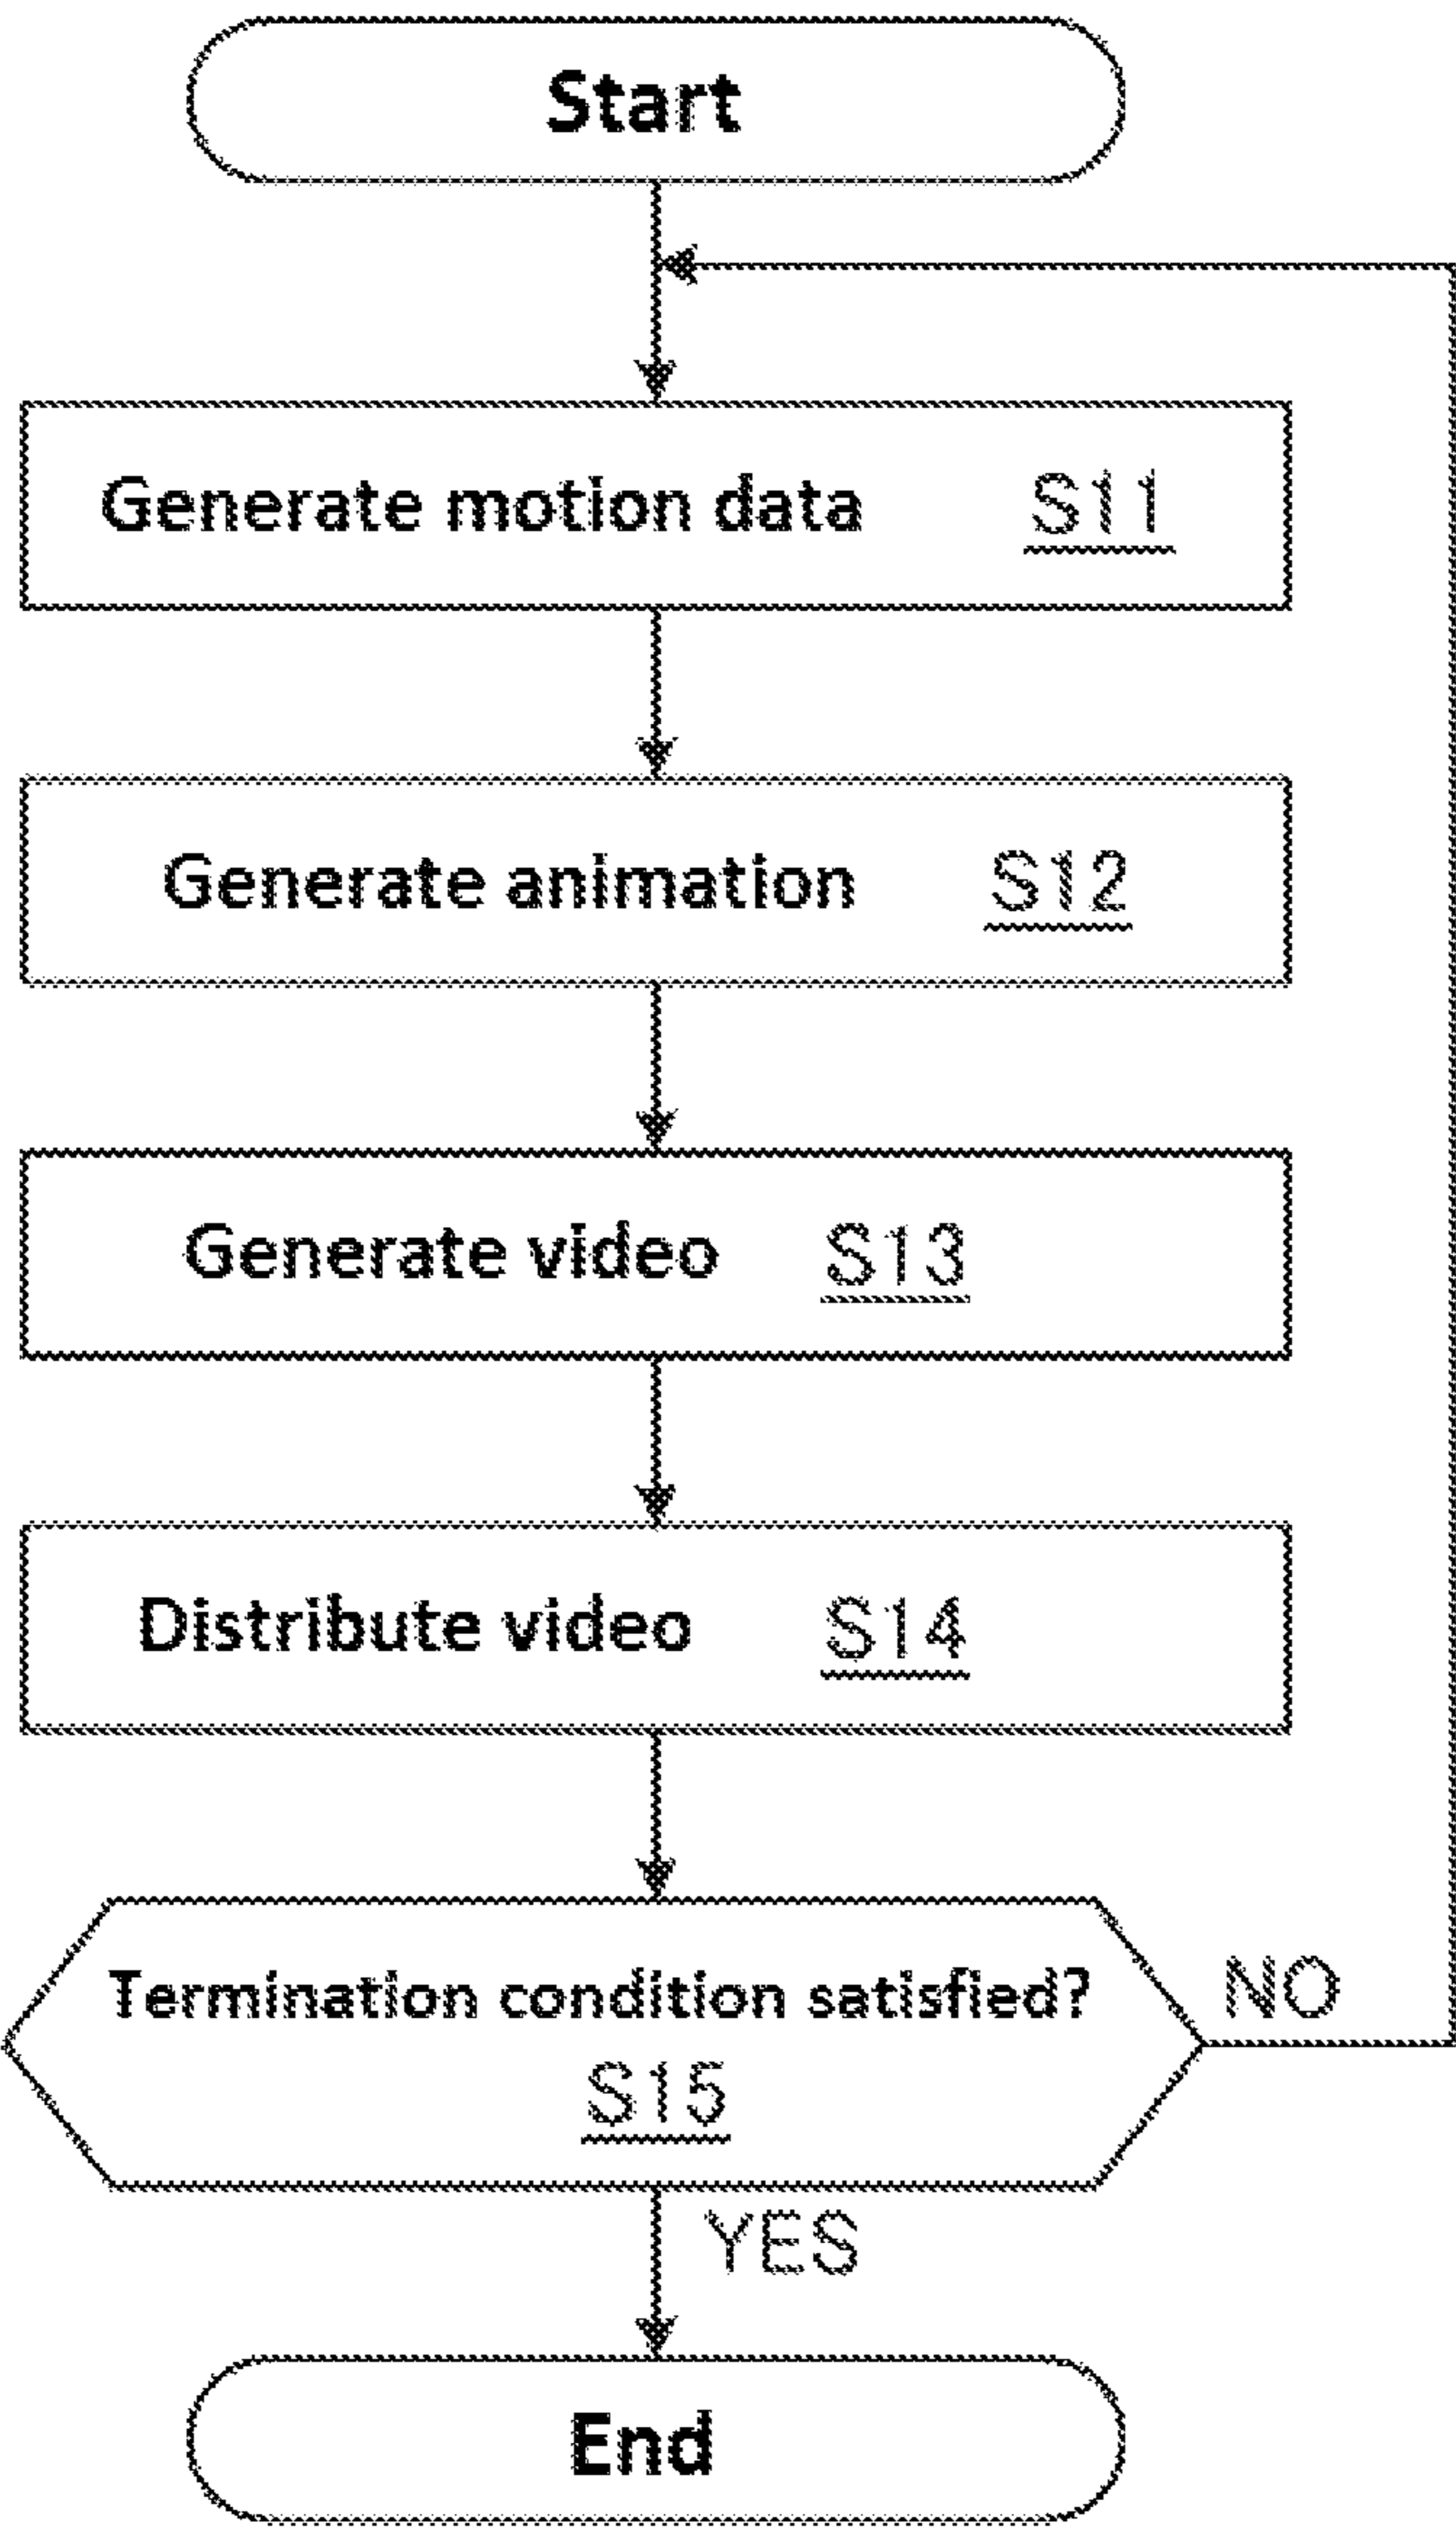 Start
Generate motion data S11
Generate animation S12
Generate video S13
Distribute video S14
Termination condition satisfied?
NO
S15
YES
End